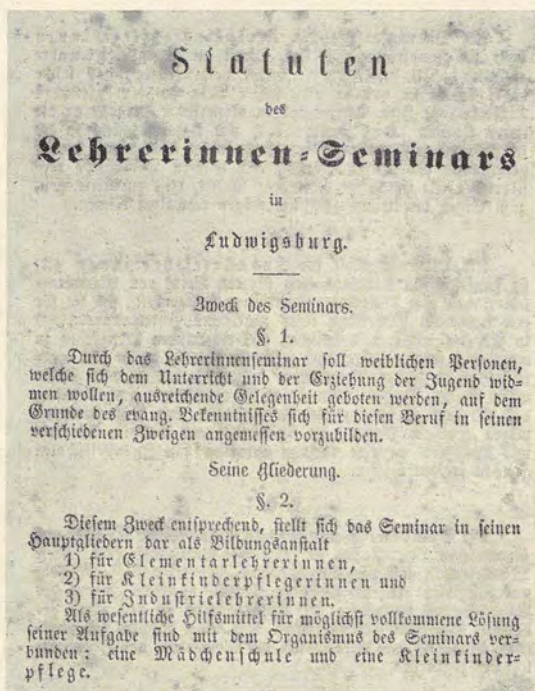 Statuten
des
Lehrerinnen-Seminars
in
Ludwigsburg.
Zweck des Seminars.
§. 1.
Durch das Lehrerinnenseminar soll weiblichen Personen,
welche sich dem Unterricht und der Erziehung der Jugend wid-
men wollen, ausreichende Gelegenheit geboten werden, auf dem
Grunde des evang. Bekenntnisses sich für diesen Beruf in seinen
verschiedenen Zweigen angemessen vorzubilden.
Seine Gliederung.
§. 2.
Diesem Zweck entsprechend, stellt sich das Seminar in seinen
Hauptgliedern dar als Bildungsanstalt
1) für Elementarlehrerinnen,
2) für Kleinkinderpflegerinnen und
3) für Industrielehrerinnen.
Als wesentliche Hilfsmittel für möglichst vollkommene Lösung
seiner Aufgabe sind mit dem Organismus des Seminars ver-
bunden: eine Mädchenschule und eine Kleinkinder-
pflege.